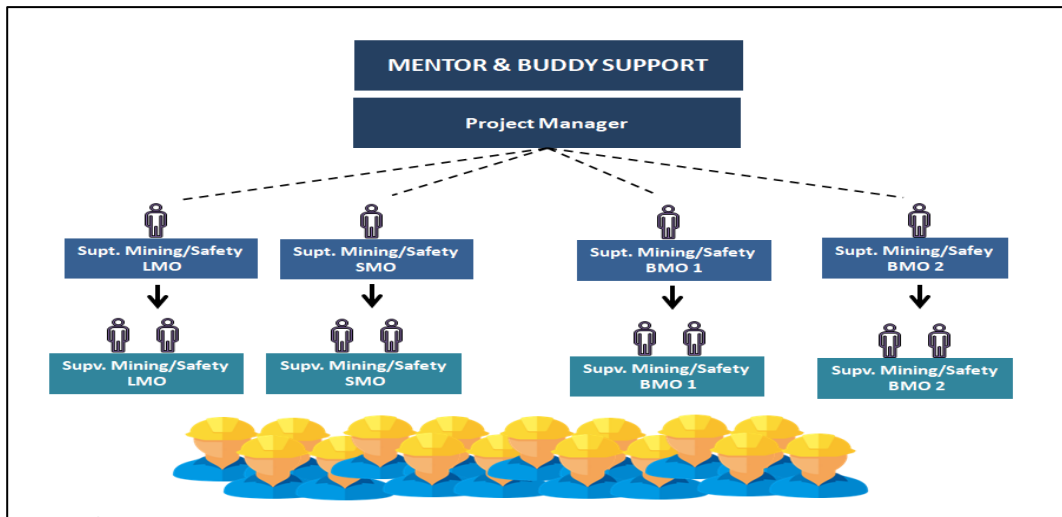 MENTOR & BUDDY SUPPORT
Project Manager
Supt. Mining/Safety
LMO
Supt. Mining/Safety
SMO
Supt. Mining/Safety
BMO 1
Supt. Mining/Safey
BMO 2
Supv. Mining/Safety
LMO
Supv. Mining/Safety
SMO
Supv. Mining/Safety
BMO 1
Supv. Mining/Safety
BMO 2